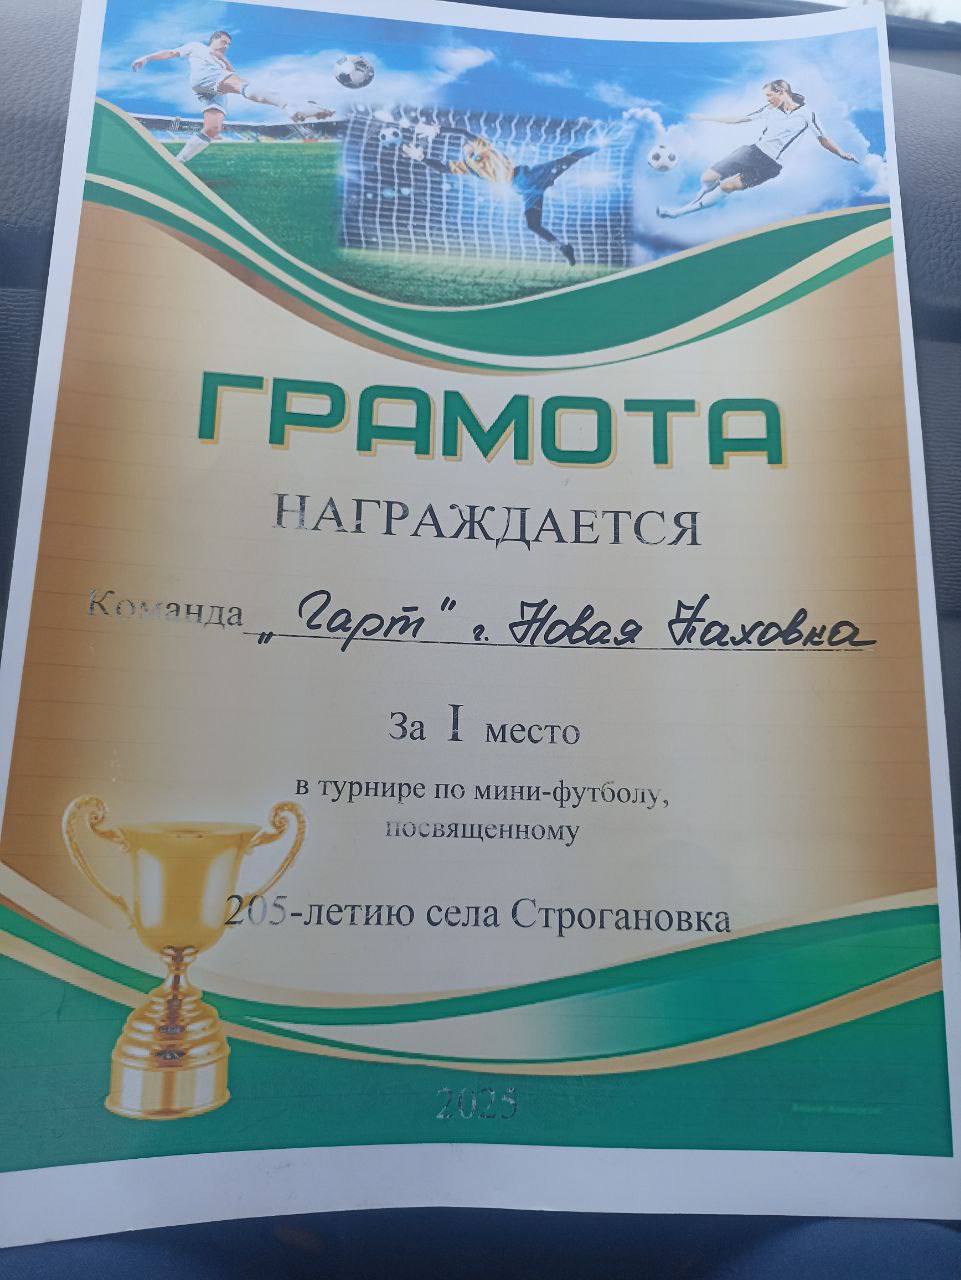 ГРАМОТА
НАГРАЖДАЕТСЯ
Команда „Гарт" г. Новая Каховка
За I место
в турнире по мини-футболу,
посвященному
205-летию села Строгановка
2025